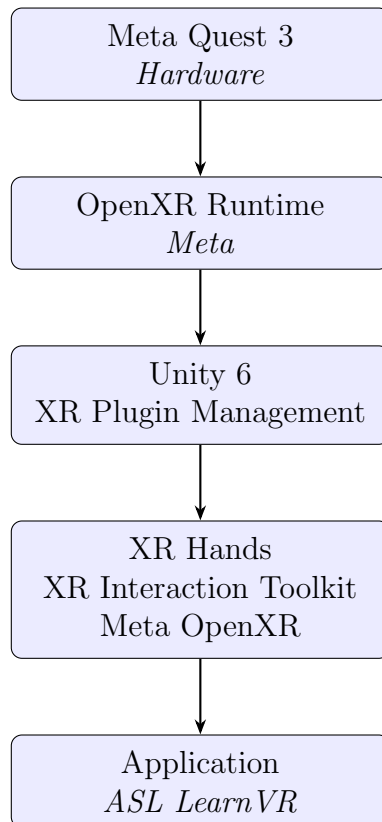 Meta Quest 3
Hardware
OpenXR Runtime
Meta
Unity 6
XR Plugin Management
XR Hands
XR Interaction Toolkit
Meta OpenXR
Application
ASL LearnVR